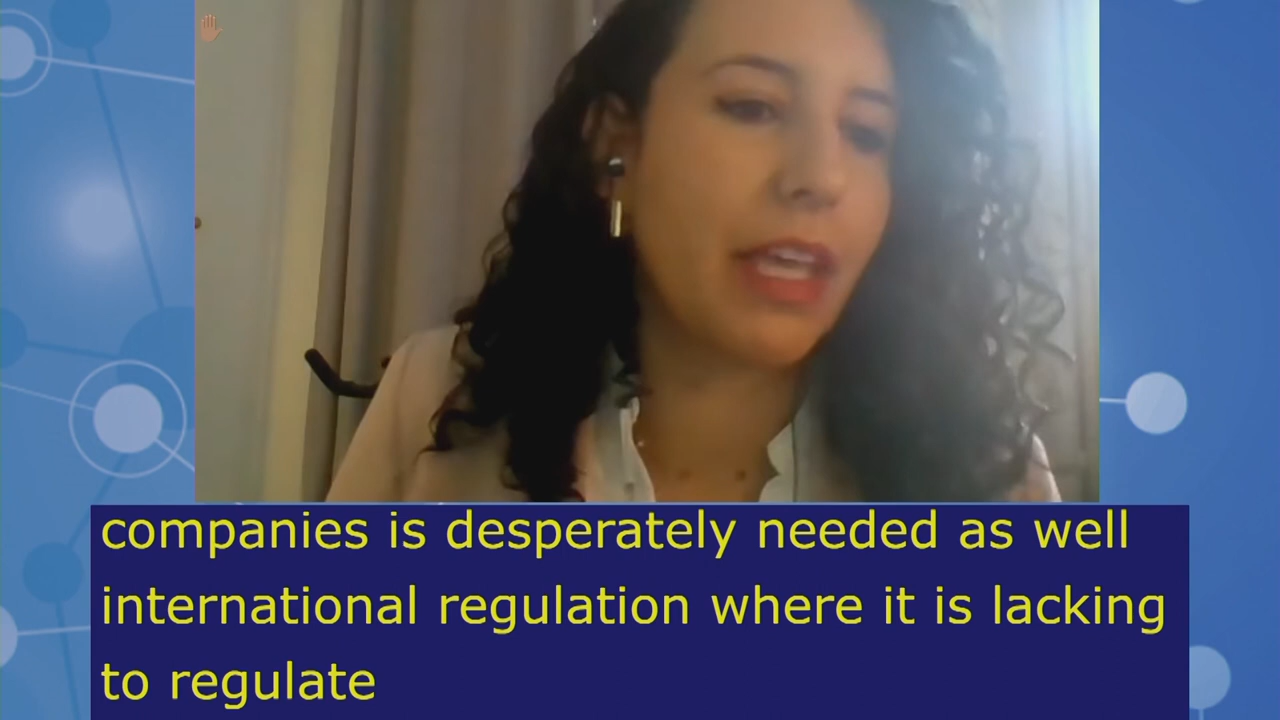 companies is desperately needed as well
international regulation where it is lacking
to regulate